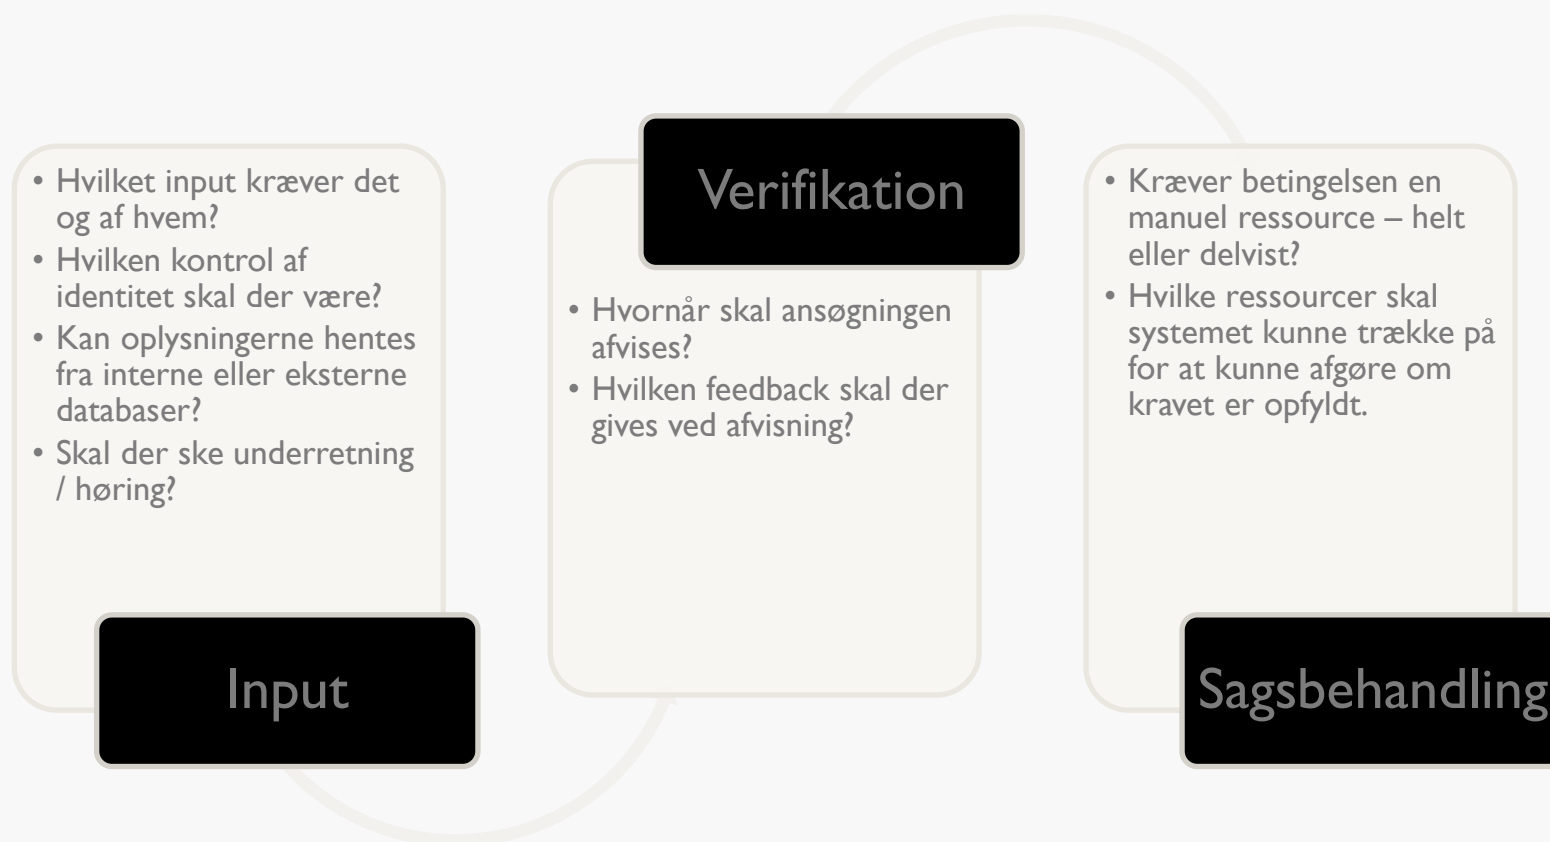 • Hvilket input kræver det
og af hvem?
• Hvilken kontrol af
identitet skal der være?
• Kan oplysningerne hentes
fra interne eller eksterne
databaser?
• Skal der ske underretning
/ høring?
Input
Verifikation
• Hvornår skal ansøgningen
afvises?
• Hvilken feedback skal der
gives ved afvisning?
• Kræver betingelsen en
manuel ressource – helt
eller delvist?
• Hvilke ressourcer skal
systemet kunne trække på
for at kunne afgøre om
kravet er opfyldt.
Sagsbehandling